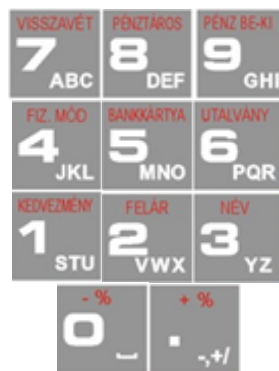 VISSZAVÉT PÉNZTÁROS PÉNZ BE-KI
7 ABC 8 DEF 9 GHI
FIZ. MÓD BANKKÁRTYA UTALVÁNY
4 JKL 5 MNO 6 PQR
KEDVEZMÉNY FELÁR NÉV
1 STU 2 VWX 3 YZ
- % + %
0 ⎵ . -,+/